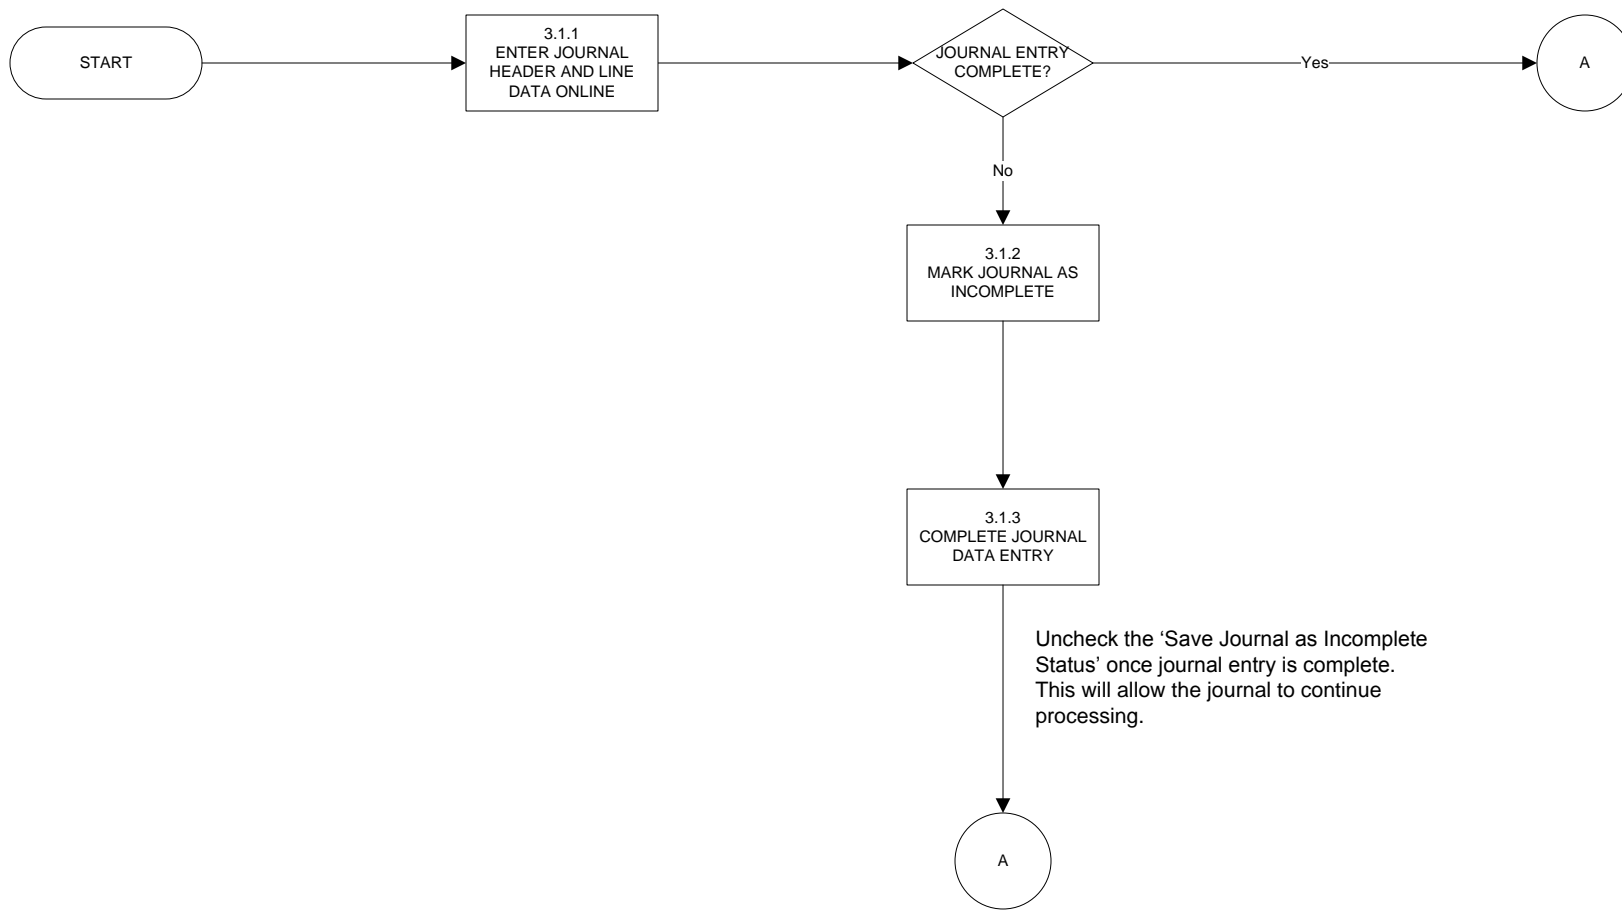 START
3.1.1
ENTER JOURNAL
HEADER AND LINE
DATA ONLINE
JOURNAL ENTRY
COMPLETE?
Yes
A
No
3.1.2
MARK JOURNAL AS
INCOMPLETE
3.1.3
COMPLETE JOURNAL
DATA ENTRY
Uncheck the ‘Save Journal as Incomplete
Status’ once journal entry is complete.
This will allow the journal to continue
processing.
A